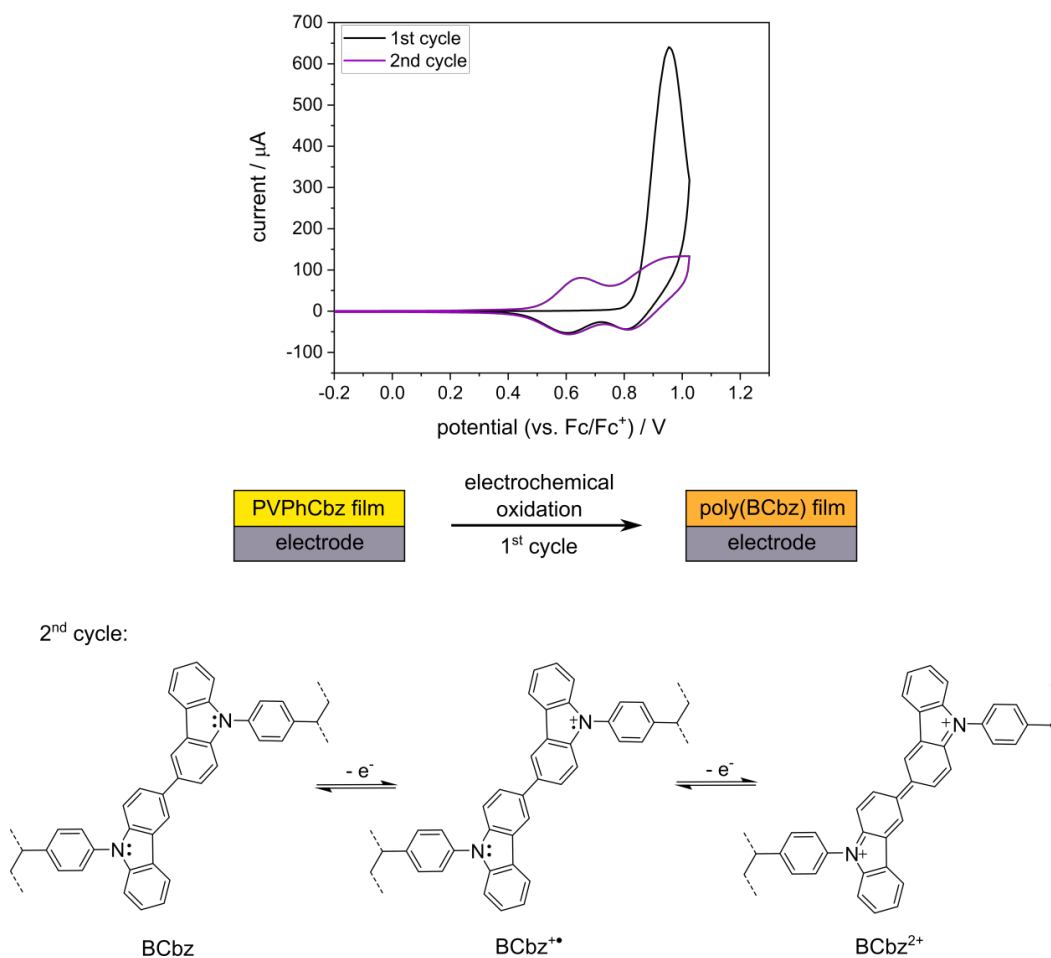 700
600
500
400
300
200
100
0
-100
current / μA
1st cycle
2nd cycle
-0.2 0.0 0.2 0.4 0.6 0.8 1.0 1.2
potential (vs. Fc/Fc⁺) / V
PVPhCbz film
electrode
electrochemical
oxidation
1ˢᵗ cycle
poly(BCbz) film
electrode
2ⁿᵈ cycle:
N
N
- e⁻
N
+
N
- e⁻
N
+
N
+
BCbz
BCbz⁺•
BCbz²⁺